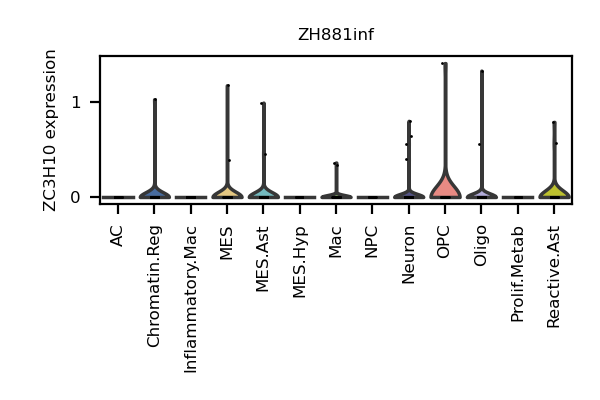 ZH881inf
ZC3H10 expression
1
0
AC
Chromatin.Reg
Inflammatory.Mac
MES
MES.Ast
MES.Hyp
Mac
NPC
Neuron
OPC
Oligo
Prolif.Metab
Reactive.Ast